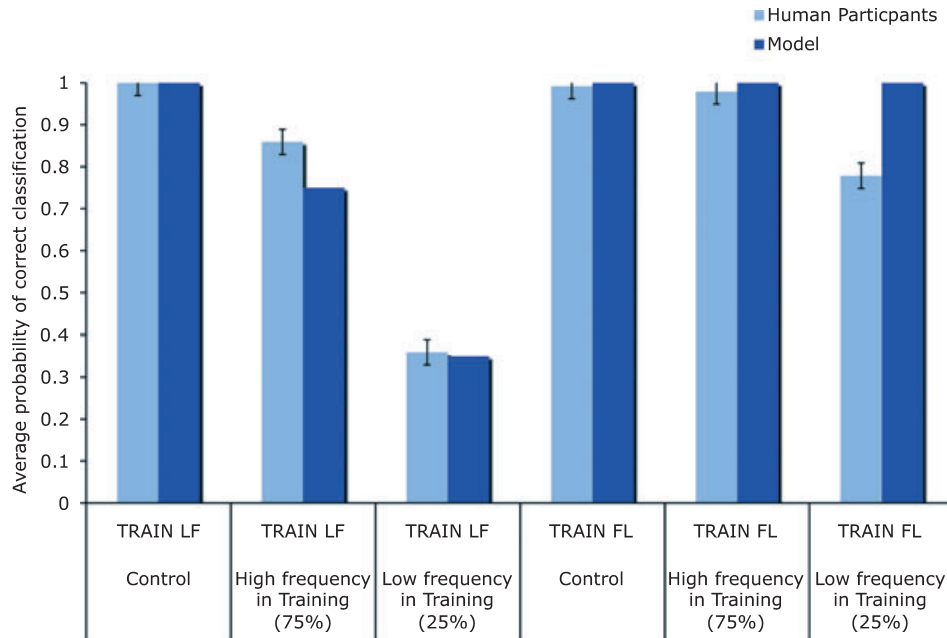 Human Particpants
Model
Average probability of correct classification
1
0.9
0.8
0.7
0.6
0.5
0.4
0.3
0.2
0.1
0
TRAIN LF
Control
TRAIN LF
High frequency
in Training
(75%)
TRAIN LF
Low frequency
in Training
(25%)
TRAIN FL
Control
TRAIN FL
High frequency
in Training
(75%)
TRAIN FL
Low frequency
in Training
(25%)